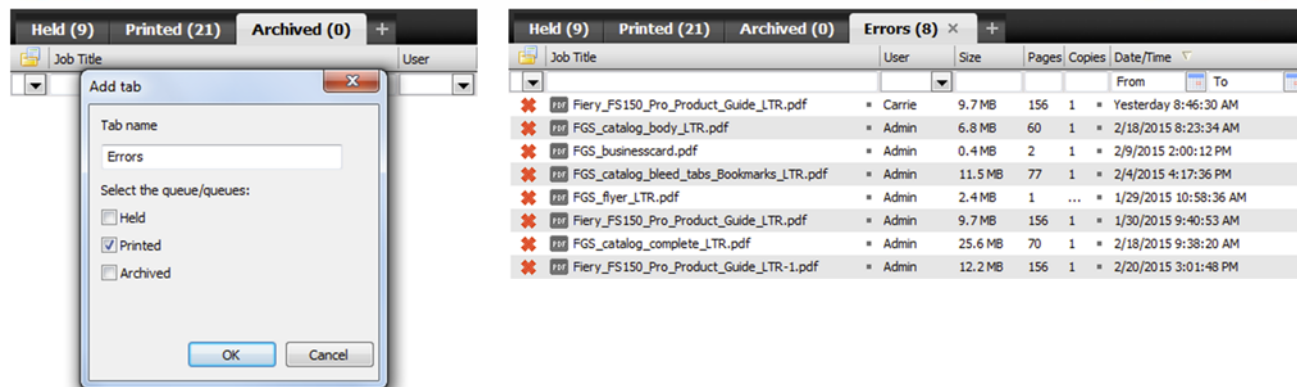 Held (9) Printed (21) Archived (0) +
Job Title User
Add tab
Tab name
Errors
Select the queue/queues:
Held
Printed
Archived
OK Cancel
Held (9) Printed (21) Archived (0) Errors (8) × +
Job Title User Size Pages Copies Date/Time
From To
PDF Fiery_FS150_Pro_Product_Guide_LTR.pdf Carrie 9.7 MB 156 1 Yesterday 8:46:30 AM
PDF FGS_catalog_body_LTR.pdf Admin 6.8 MB 60 1 2/18/2015 8:23:34 AM
PDF FGS_businesscard.pdf Admin 0.4 MB 2 1 2/9/2015 2:00:12 PM
PDF FGS_catalog_bleed_tabs_Bookmarks_LTR.pdf Admin 11.5 MB 77 1 2/4/2015 4:17:36 PM
PDF FGS_flyer_LTR.pdf Admin 2.4 MB 1 ... 1/29/2015 10:58:36 AM
PDF Fiery_FS150_Pro_Product_Guide_LTR.pdf Admin 9.7 MB 156 1 1/30/2015 9:40:53 AM
PDF FGS_catalog_complete_LTR.pdf Admin 25.6 MB 70 1 2/18/2015 9:38:20 AM
PDF Fiery_FS150_Pro_Product_Guide_LTR-1.pdf Admin 12.2 MB 156 1 2/20/2015 3:01:48 PM